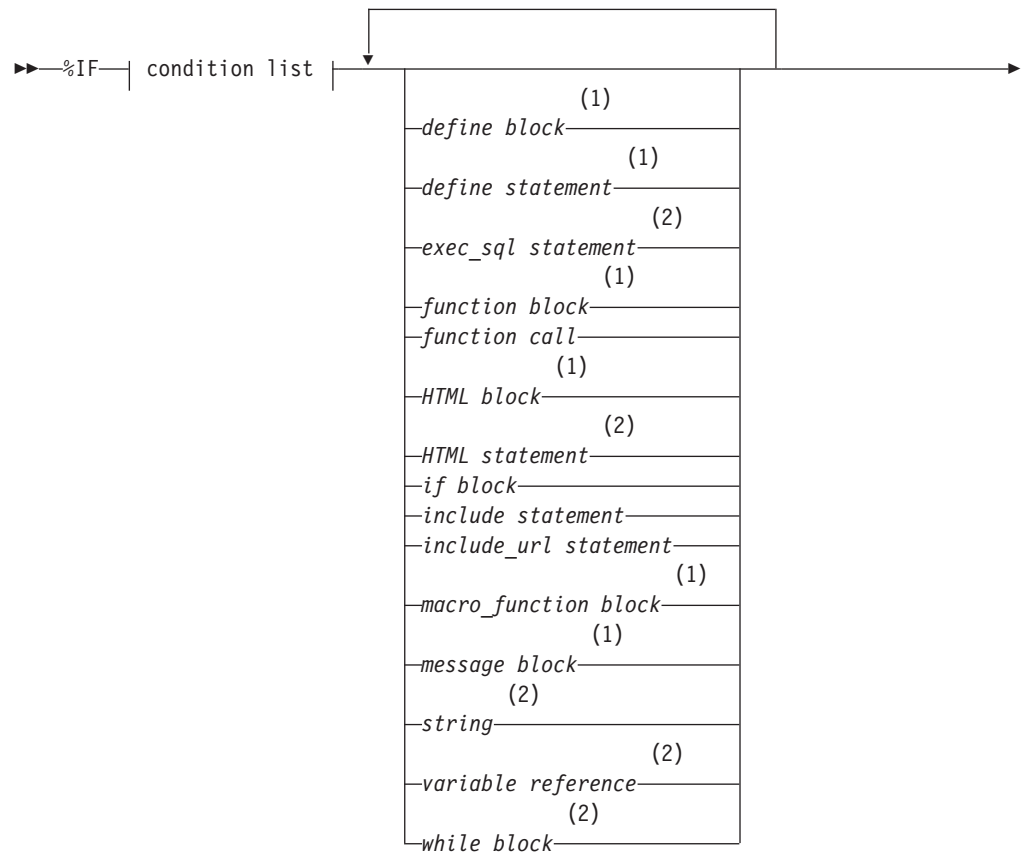 %IF condition list
(1)
define block
(1)
define statement
(2)
exec_sql statement
(1)
function block
function call
(1)
HTML block
(2)
HTML statement
if block
include statement
include_url statement
(1)
macro_function block
(1)
message block
(2)
string
(2)
variable reference
(2)
while block